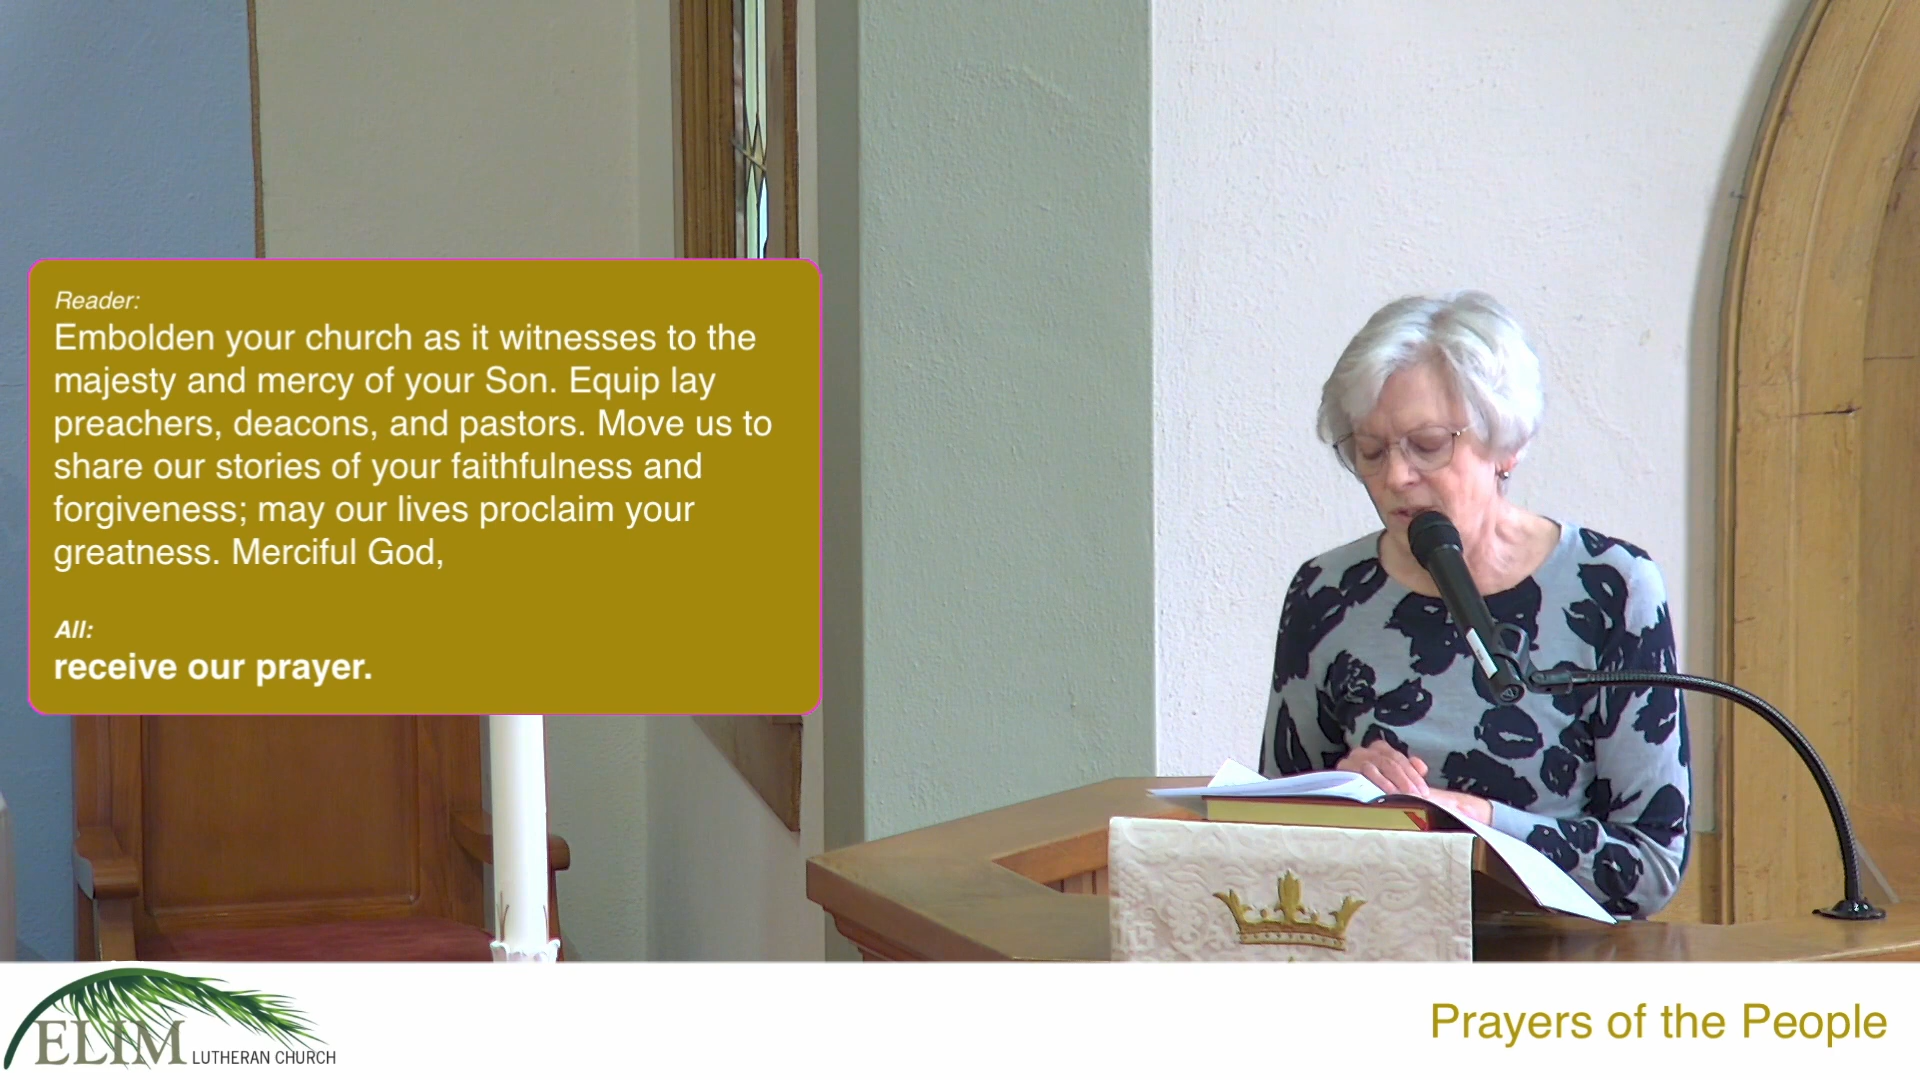 Reader:
Embolden your church as it witnesses to the
majesty and mercy of your Son. Equip lay
preachers, deacons, and pastors. Move us to
share our stories of your faithfulness and
forgiveness; may our lives proclaim your
greatness. Merciful God,
All:
receive our prayer.
ELIM LUTHERAN CHURCH
Prayers of the People